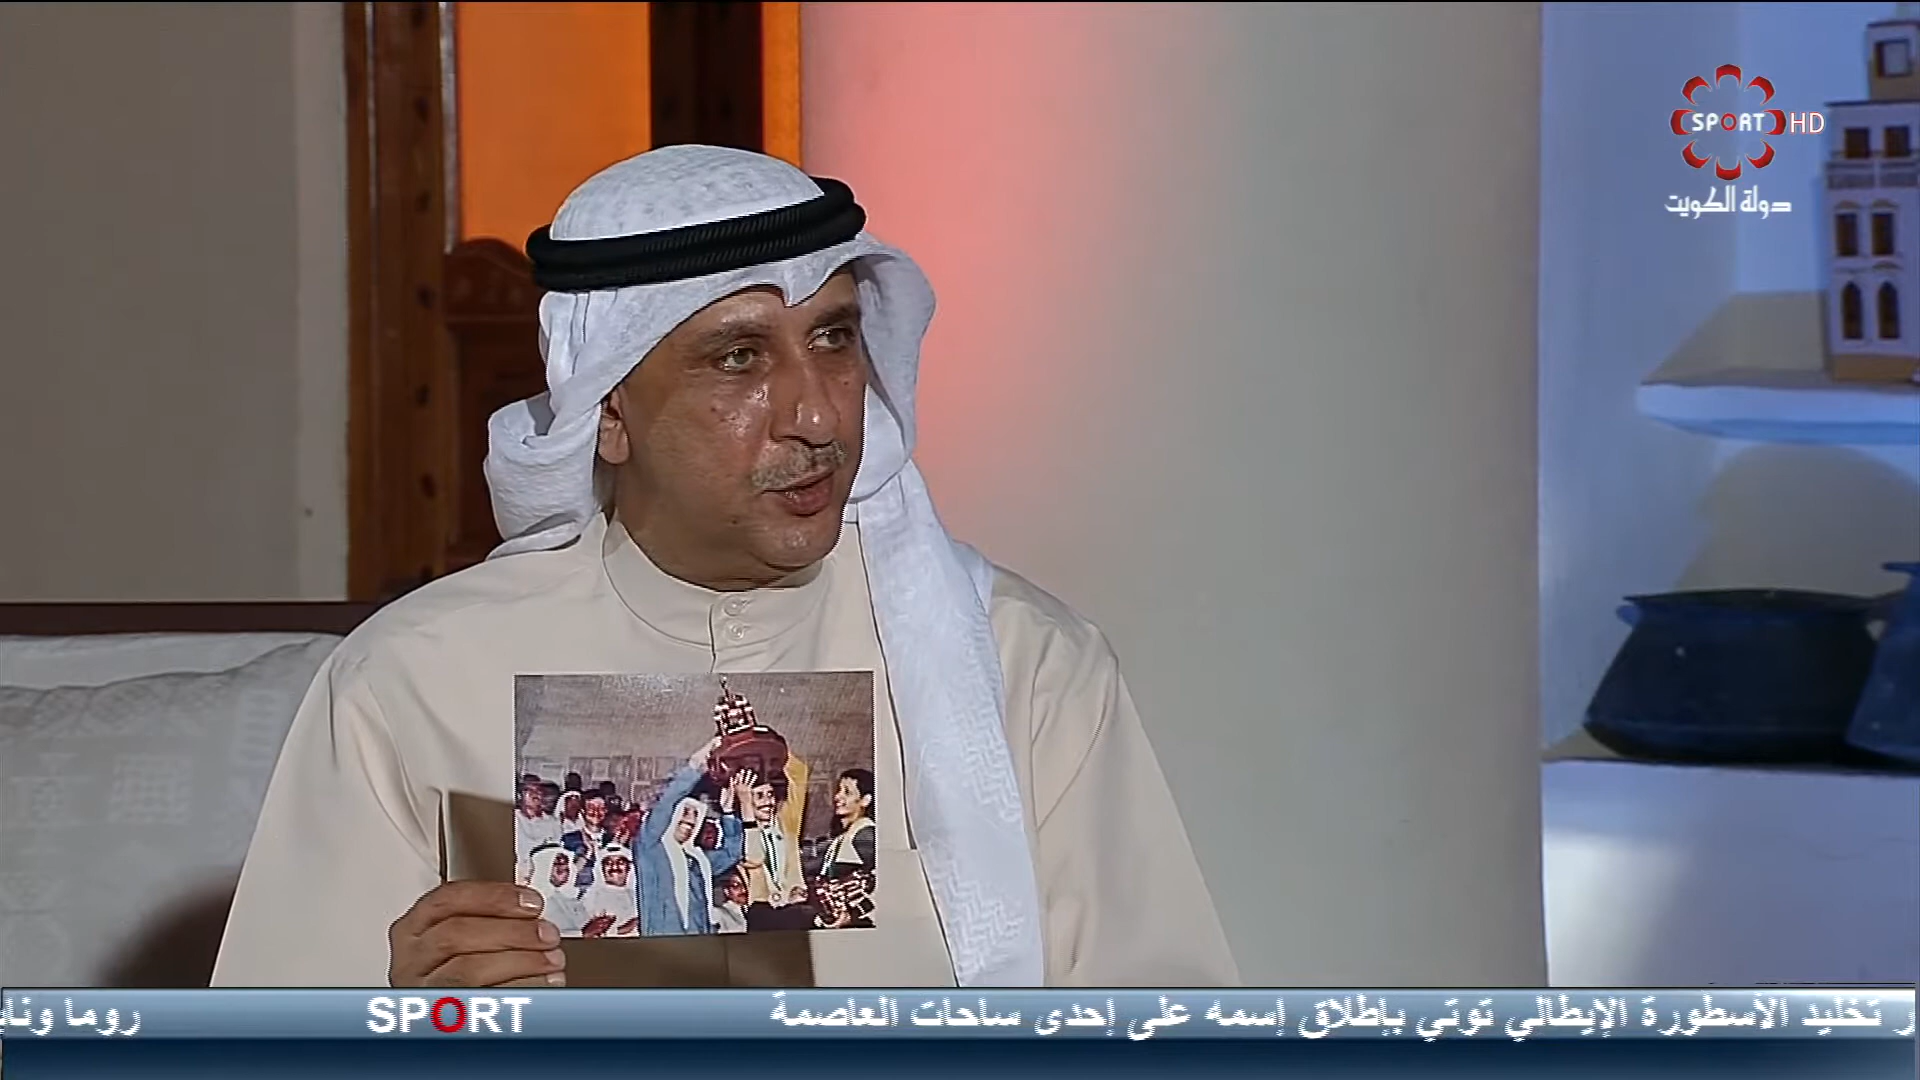 SPORT HD
دولة الكويت
ر تخليد الأسطورة الإيطالي توتي بإطلاق إسمه على إحدى ساحات العاصمة SPORT روما ونا